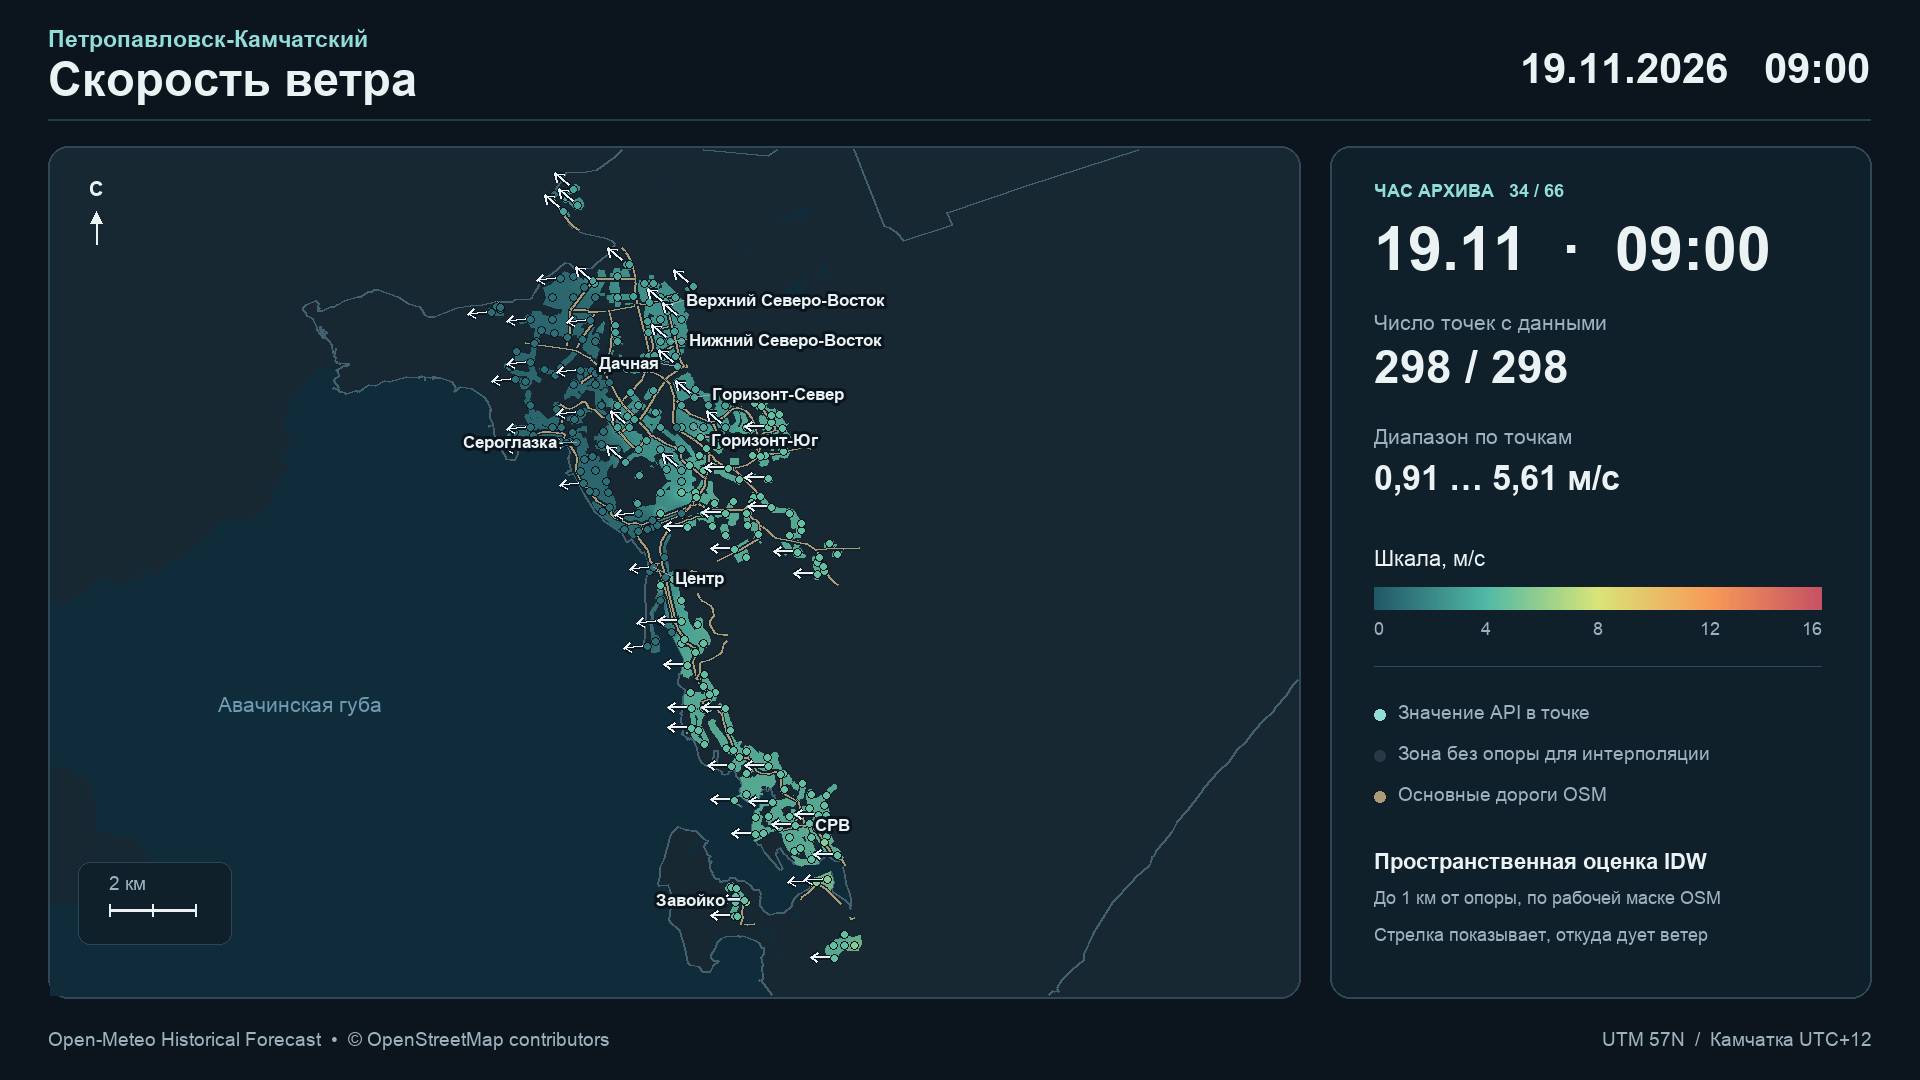 Петропавловск-Камчатский
Скорость ветра
19.11.2026 09:00
С
Верхний Северо-Восток
Нижний Северо-Восток
Дачная
Горизонт-Север
Горизонт-Юг
Сероглазка
Центр
Авачинская губа
СРВ
Завойко
2 км
ЧАС АРХИВА 34 / 66
19.11 · 09:00
Число точек с данными
298 / 298
Диапазон по точкам
0,91 … 5,61 м/с
Шкала, м/с
0 4 8 12 16
Значение API в точке
Зона без опоры для интерполяции
Основные дороги OSM
Пространственная оценка IDW
До 1 км от опоры, по рабочей маске OSM
Стрелка показывает, откуда дует ветер
Open-Meteo Historical Forecast • © OpenStreetMap contributors
UTM 57N / Камчатка UTC+12